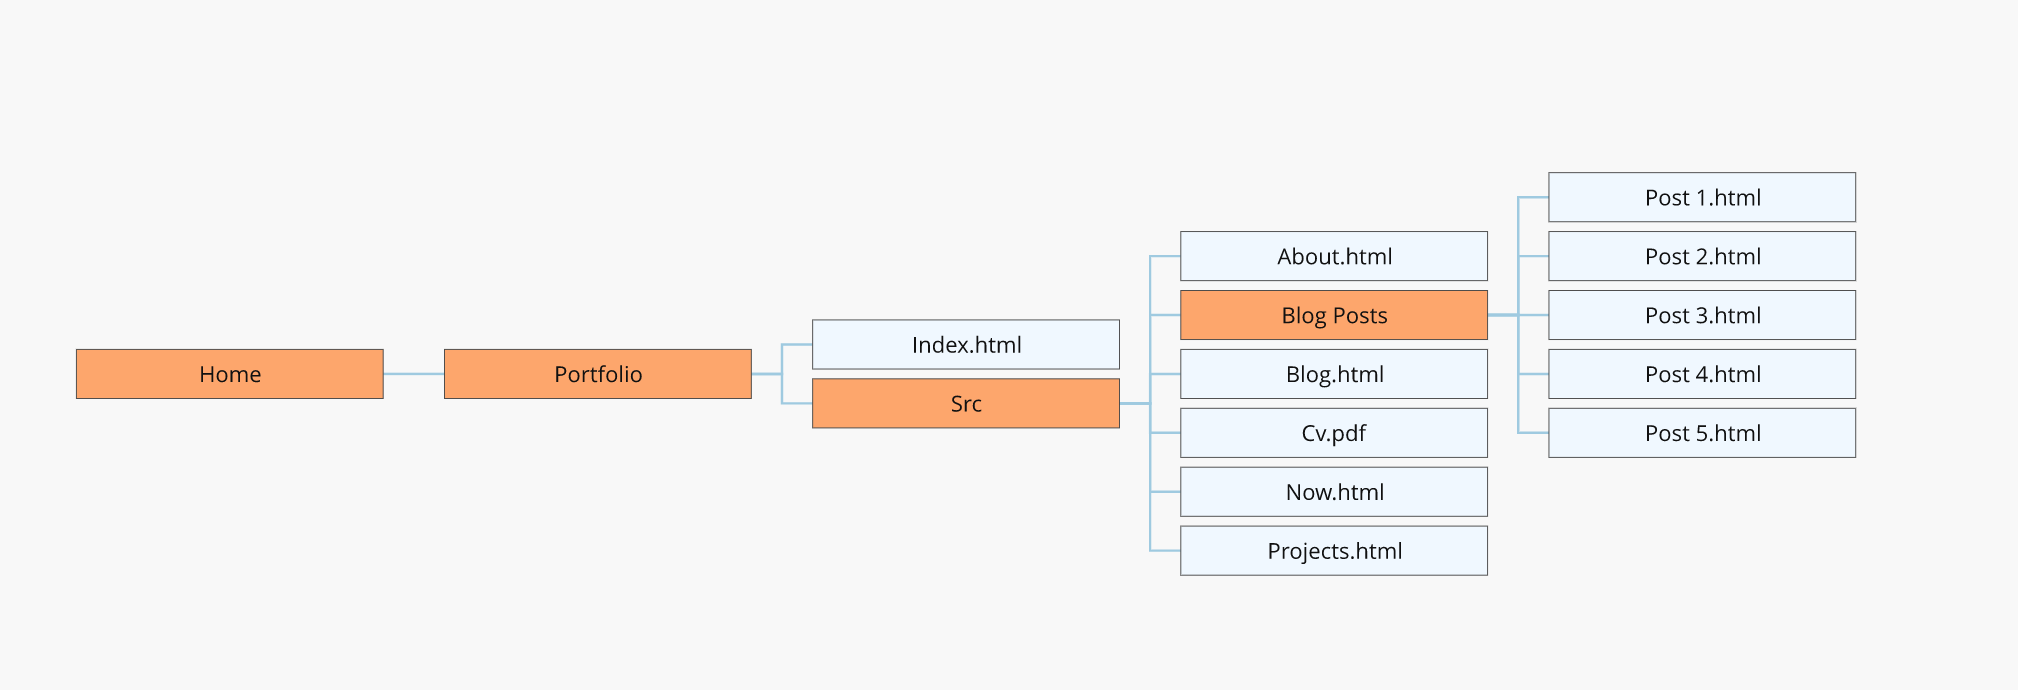 Home
Portfolio
Index.html
Src
About.html
Blog Posts
Blog.html
Cv.pdf
Now.html
Projects.html
Post 1.html
Post 2.html
Post 3.html
Post 4.html
Post 5.html